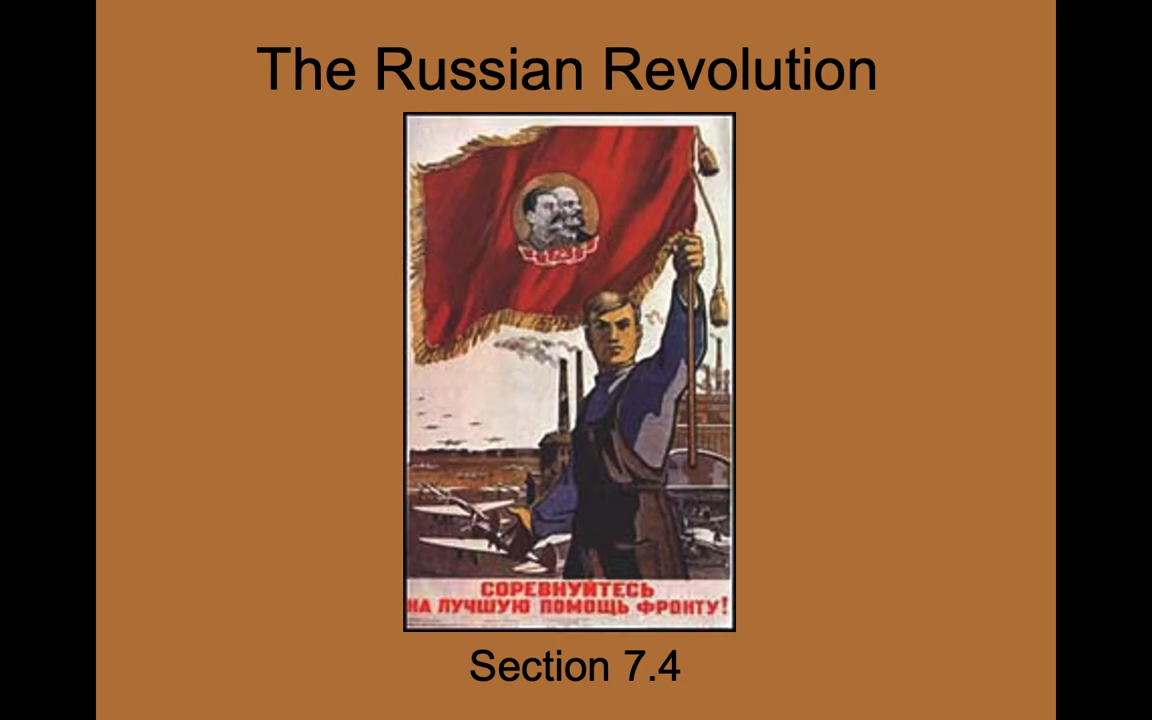 The Russian Revolution
СОРЕВНУЙТЕСЬ
НА ЛУЧШУЮ ПОМОЩЬ ФРОНТУ!
Section 7.4